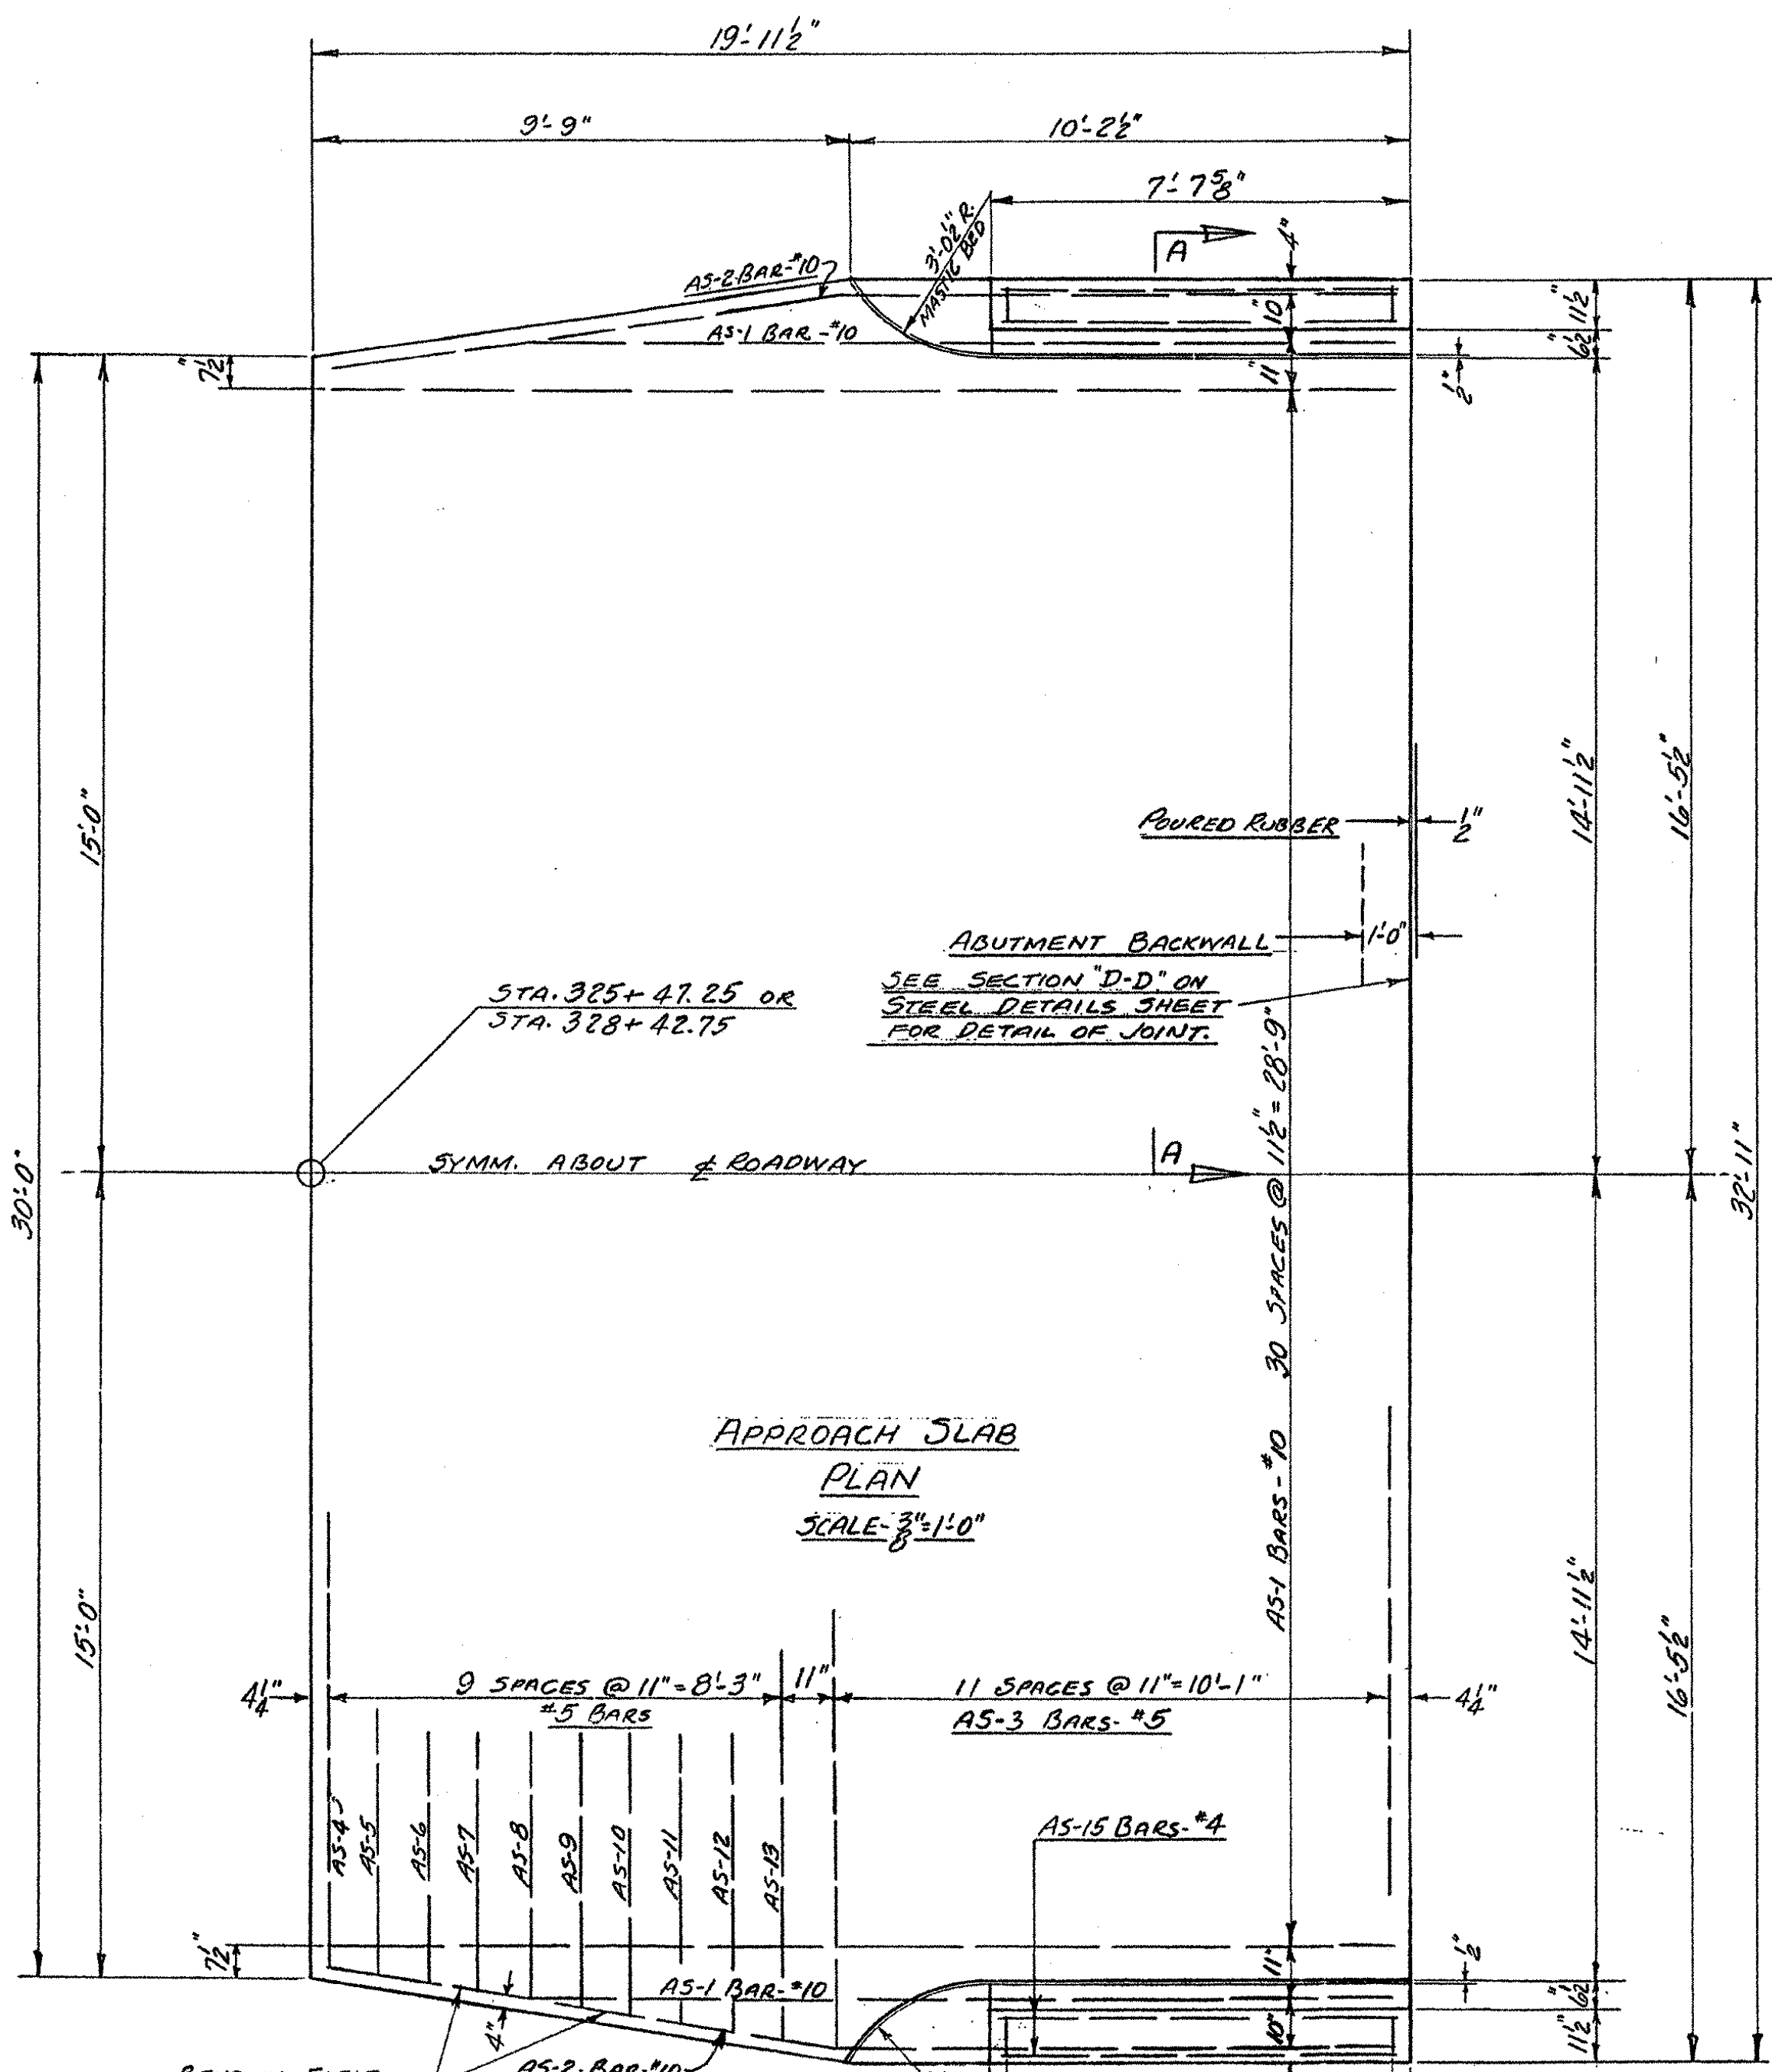 19'-11½"
9'-9"
10'-2½"
7'-7⅝"
3'-0½" R.
MASTIC BED
A
4"
AS-2-BAR-#10
AS-1 BAR-#10
10"
11½"
6½"
7½"
11"
½"
15'-0"
14'-11½"
16'-5½"
POURED RUBBER
½"
ABUTMENT BACKWALL
1'-0"
SEE SECTION "D-D" ON
STEEL DETAILS SHEET
FOR DETAIL OF JOINT.
STA. 325+47.25 OR
STA. 328+42.75
30'-0"
SYMM. ABOUT ℄ ROADWAY
A
32'-11"
AS-1 BARS-#10 30 SPACES @ 11½" = 28'-9"
APPROACH SLAB
PLAN
SCALE-⅜"=1'-0"
15'-0"
14'-11½"
16'-5½"
4¼"
9 SPACES @ 11"=8'-3"
#5 BARS
11"
11 SPACES @ 11"=10'-1"
AS-3 BARS-#5
4¼"
AS-4
AS-5
AS-6
AS-7
AS-8
AS-9
AS-10
AS-11
AS-12
AS-13
AS-15 BARS-#4
7½"
AS-1 BAR-#10
4"
11"
½"
6½"
10"
11½"
AS-2-BAR-#10